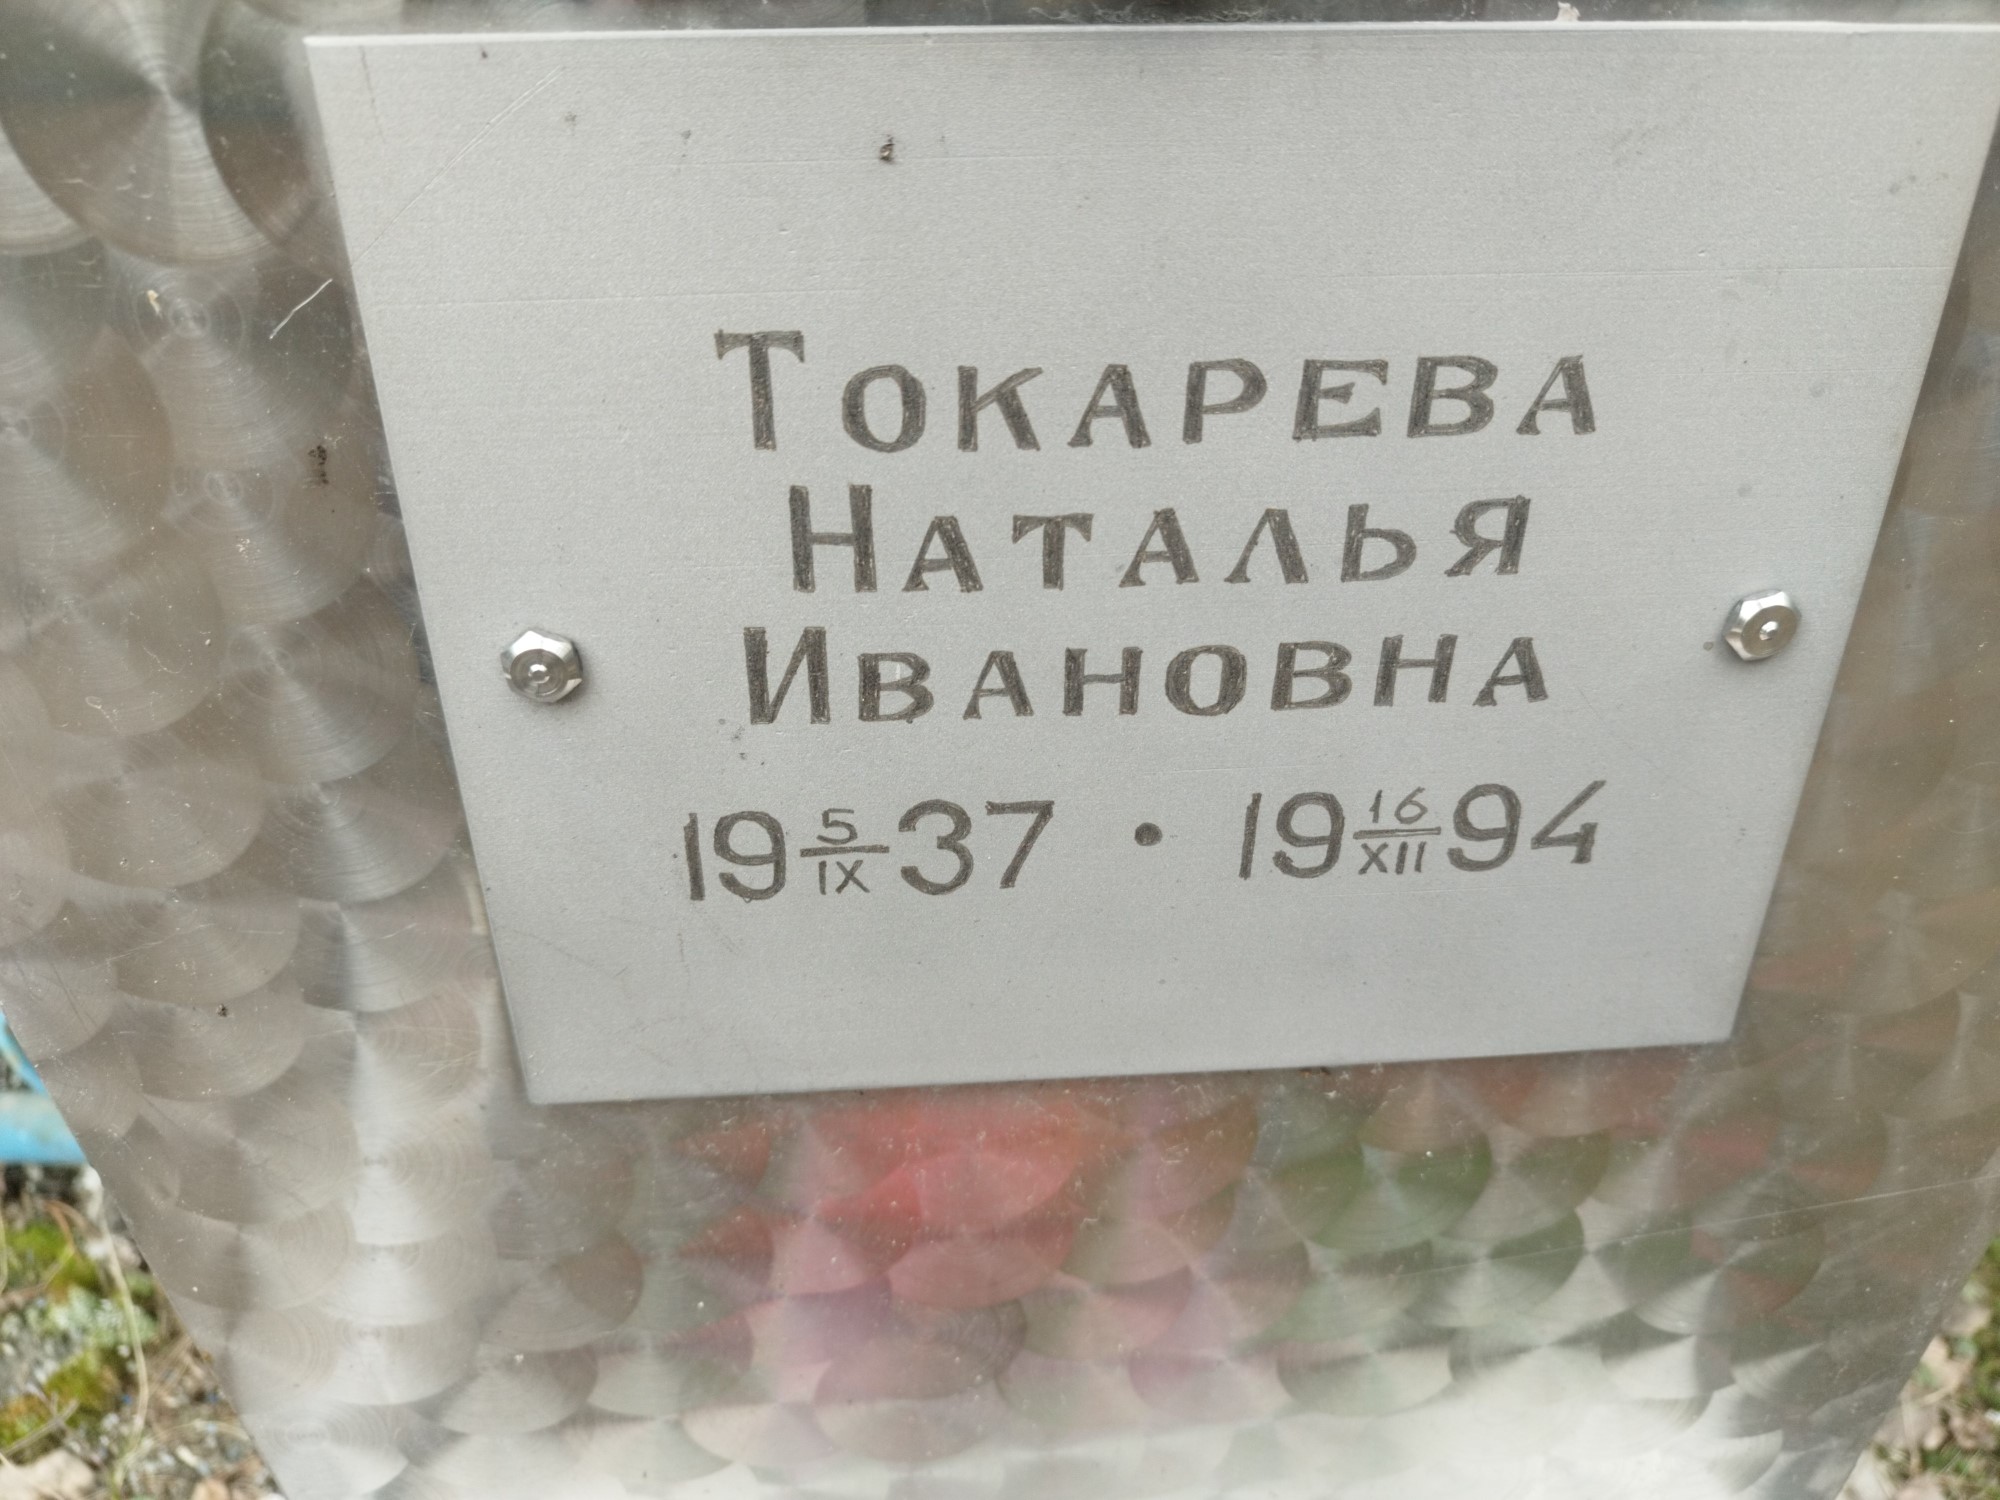 Токарева
Наталья
Ивановна
19 5/IX 37 • 19 16/XII 94